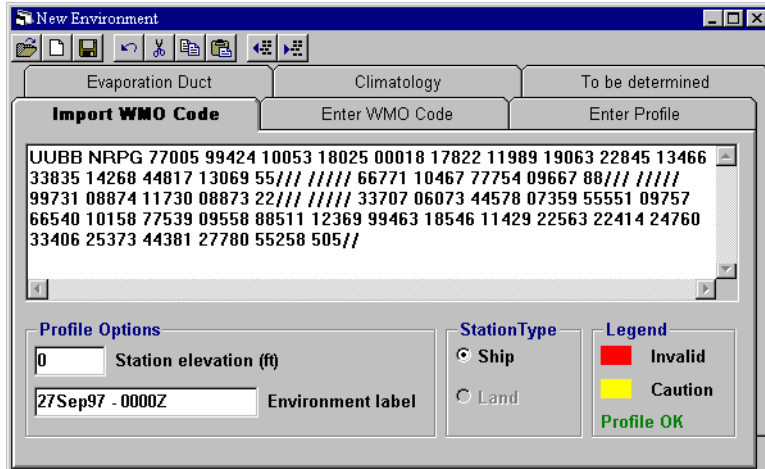 New Environment
Evaporation Duct Climatology To be determined
Import WMO Code Enter WMO Code Enter Profile
UUBB NRPG 77005 99424 10053 18025 00018 17822 11989 19063 22845 13466
33835 14268 44817 13069 55/// ///// 66771 10467 77754 09667 88/// /////
99731 08874 11730 08873 22/// ///// 33707 06073 44578 07359 55551 09757
66540 10158 77539 09558 88511 12369 99463 18546 11429 22563 22414 24760
33406 25373 44381 27780 55258 505//
Profile Options StationType Legend
0 Station elevation (ft) Ship Invalid
27Sep97 - 0000Z Environment label Land Caution
Profile OK